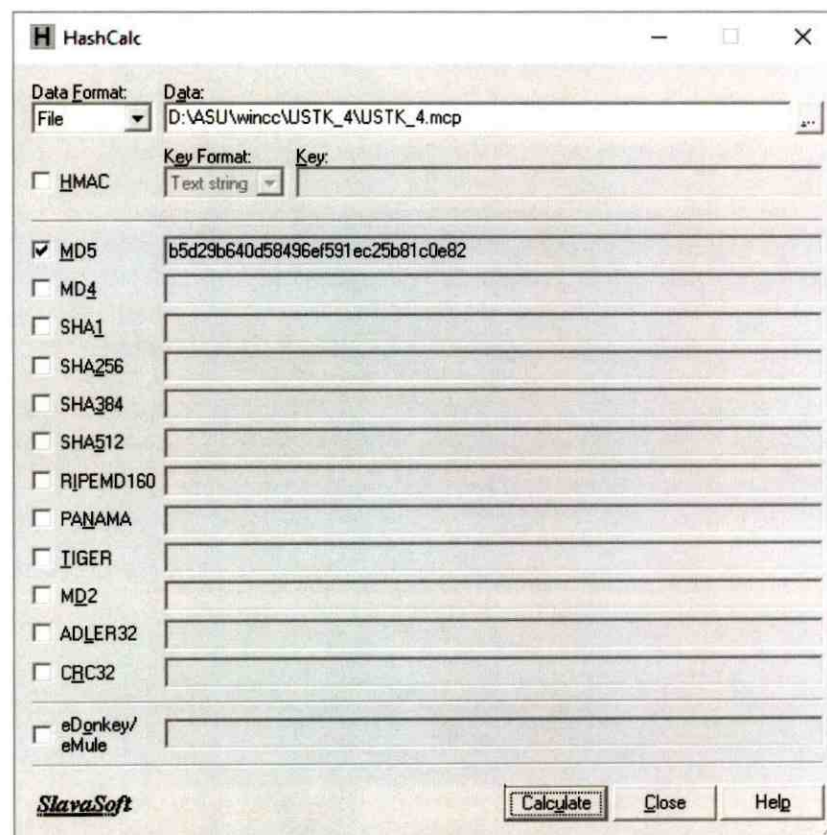 HashCalc
Data Format: Data:
File D:\ASU\wincc\USTK_4\USTK_4.mcp ...
Key Format: Key:
HMAC Text string
MD5 b5d29b640d58496ef591ec25b81c0e82
MD4
SHA1
SHA256
SHA384
SHA512
RIPEMD160
PANAMA
TIGER
MD2
ADLER32
CRC32
eDonkey/
eMule
SlavaSoft Calculate Close Help